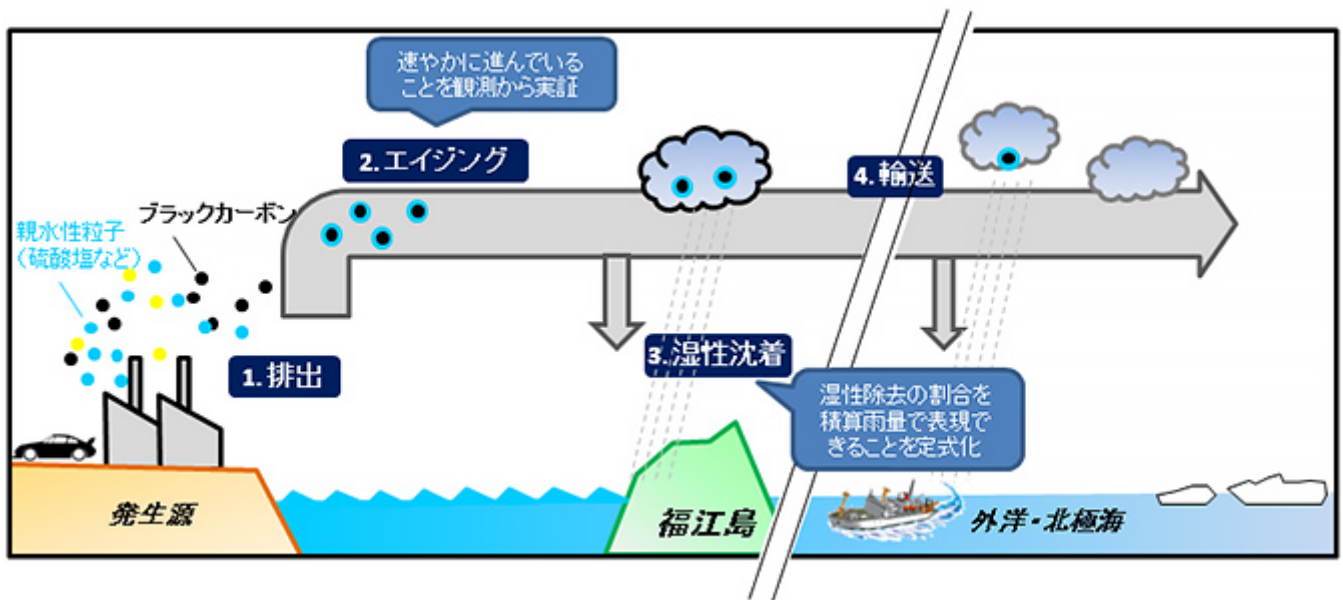 速やかに進んでいる
ことを観測から実証
2.エイジング
4.輸送
ブラックカーボン
親水性粒子
(硫酸塩など)
1.排出
3.湿性沈着
湿性除去の割合を
積算雨量で表現で
きることを定式化
発生源
福江島
外洋・北極海